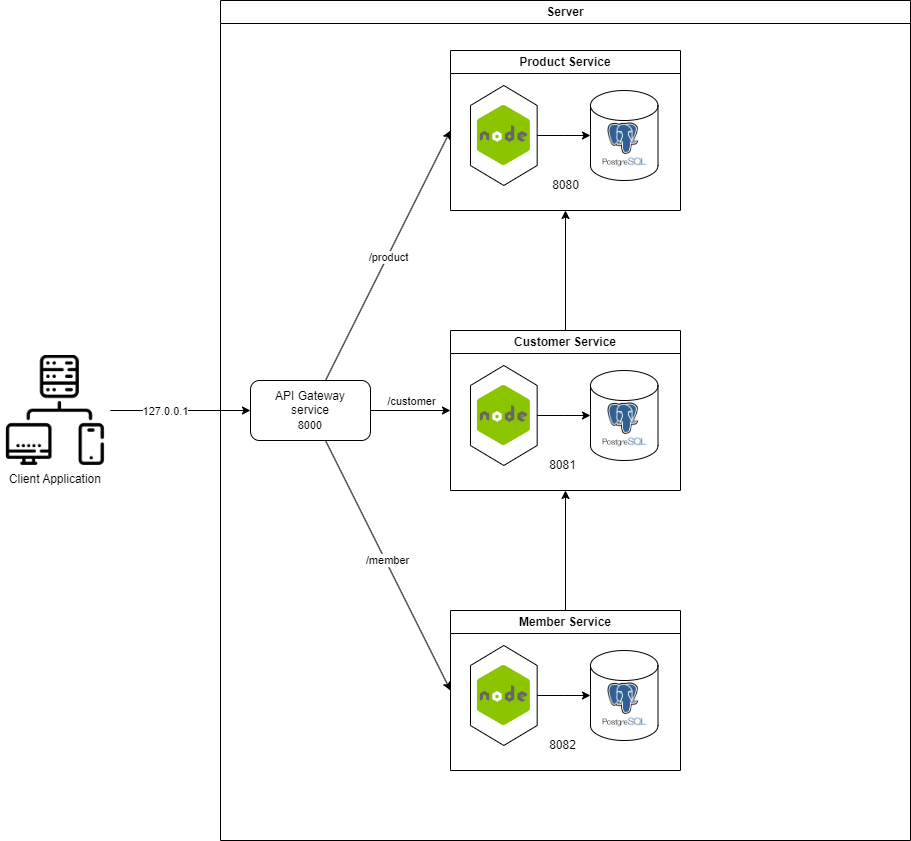 Server
Product Service
node
PostgreSQL
8080
/product
Customer Service
127.0.0.1
API Gateway
service
8000
/customer
node
PostgreSQL
8081
Client Application
/member
Member Service
node
PostgreSQL
8082